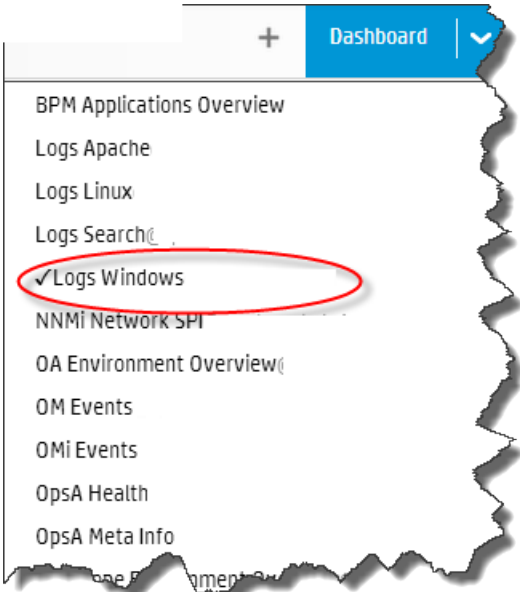 + Dashboard
BPM Applications Overview
Logs Apache
Logs Linux
Logs Search
✓Logs Windows
NNMi Network SPI
OA Environment Overview
OM Events
OMi Events
OpsA Health
OpsA Meta Info